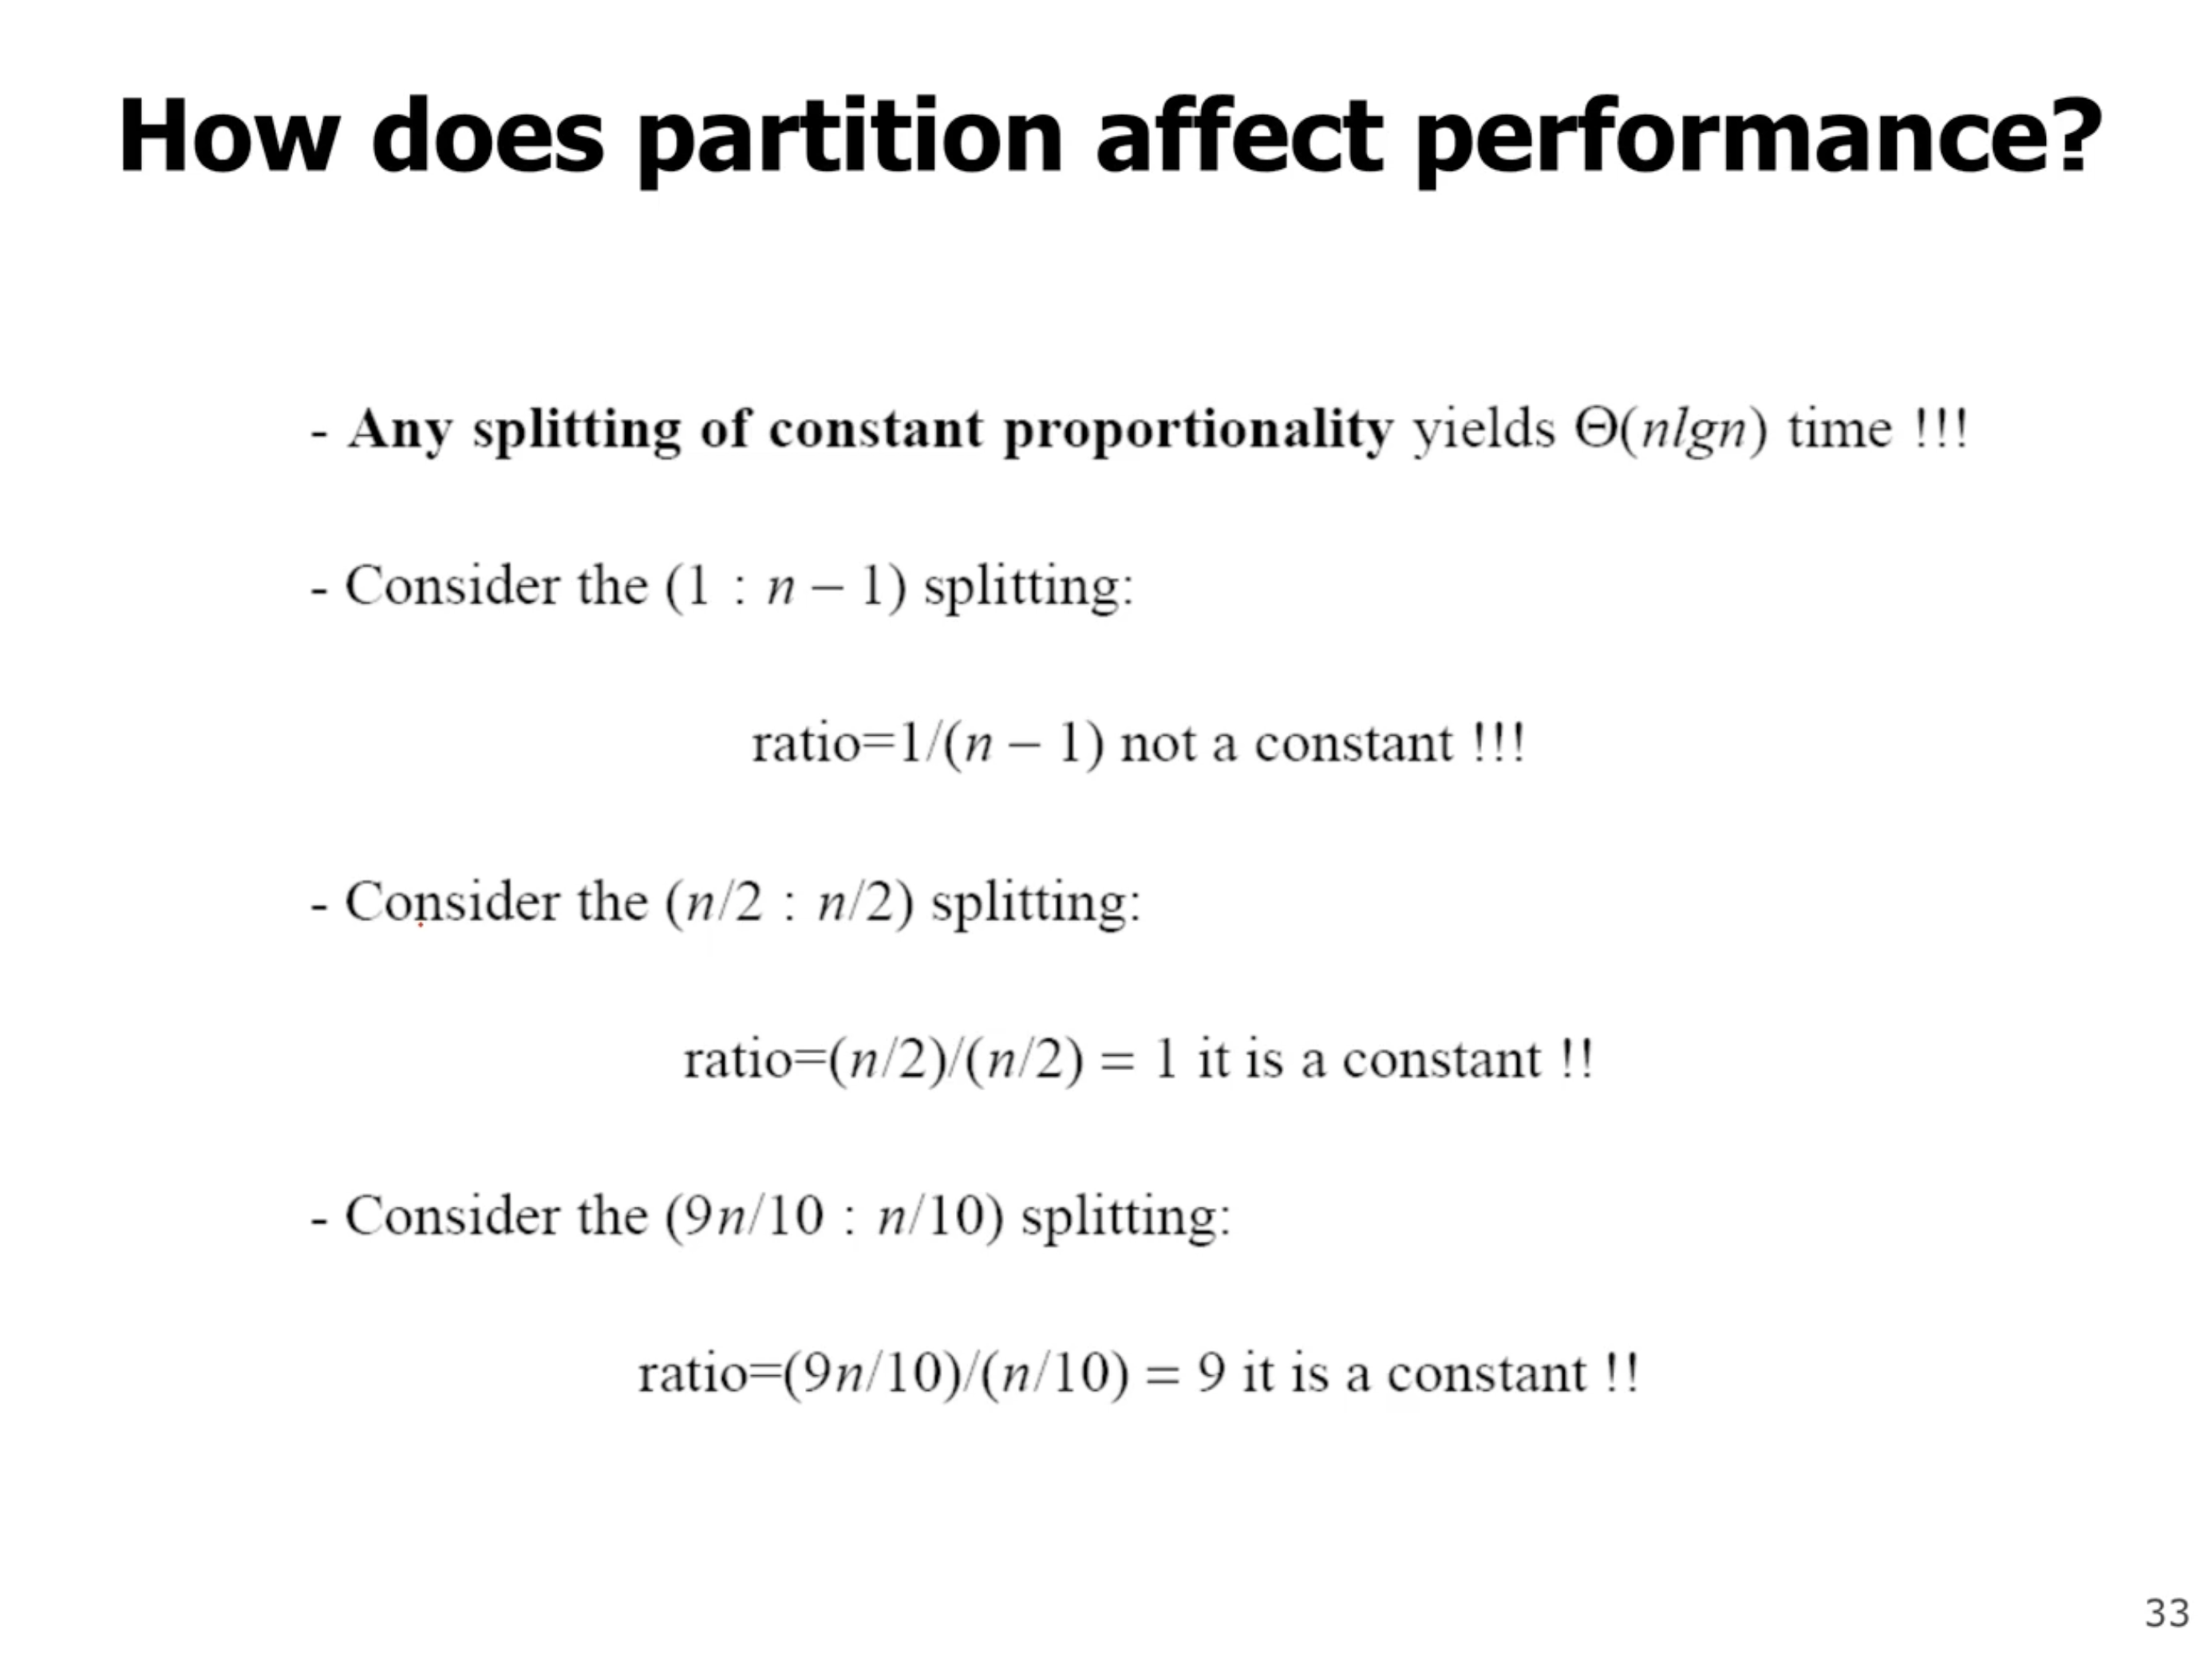 How does partition affect performance?
- Any splitting of constant proportionality yields Θ(nlgn) time !!!
- Consider the (1 : n – 1) splitting:
ratio=1/(n – 1) not a constant !!!
- Consider the (n/2 : n/2) splitting:
ratio=(n/2)/(n/2) = 1 it is a constant !!
- Consider the (9n/10 : n/10) splitting:
ratio=(9n/10)/(n/10) = 9 it is a constant !!
33